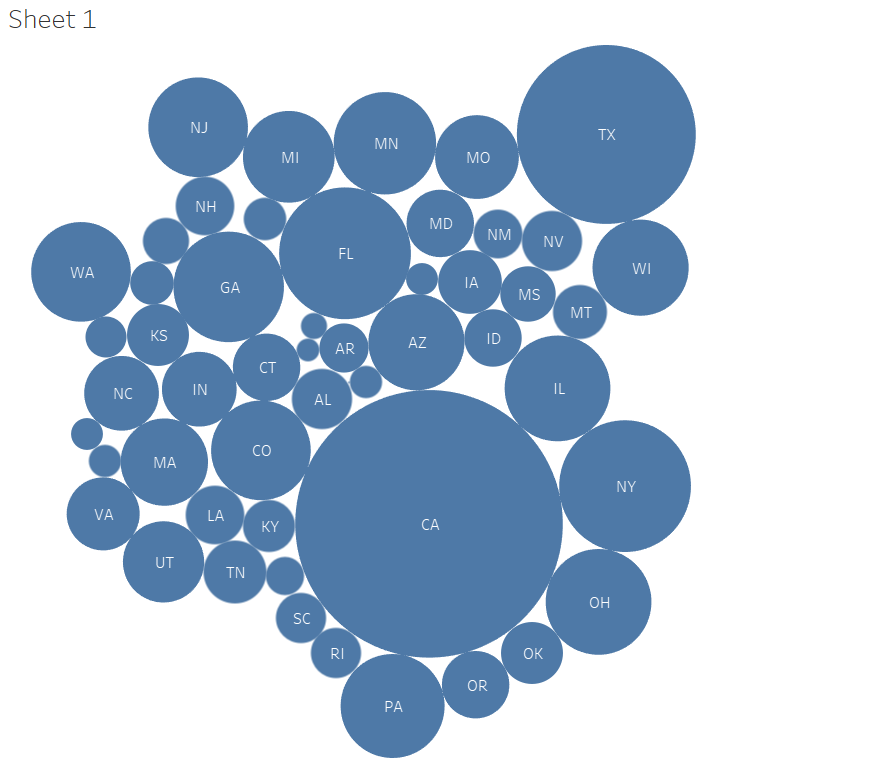 Sheet 1
NJ
MI
MN
MO
TX
NH
MD
NM
NV
FL
WA
GA
IA
WI
MS
MT
KS
AR
AZ
ID
CT
NC
IN
AL
IL
CO
MA
NY
VA
LA
KY
CA
UT
TN
OH
SC
RI
OK
OR
PA